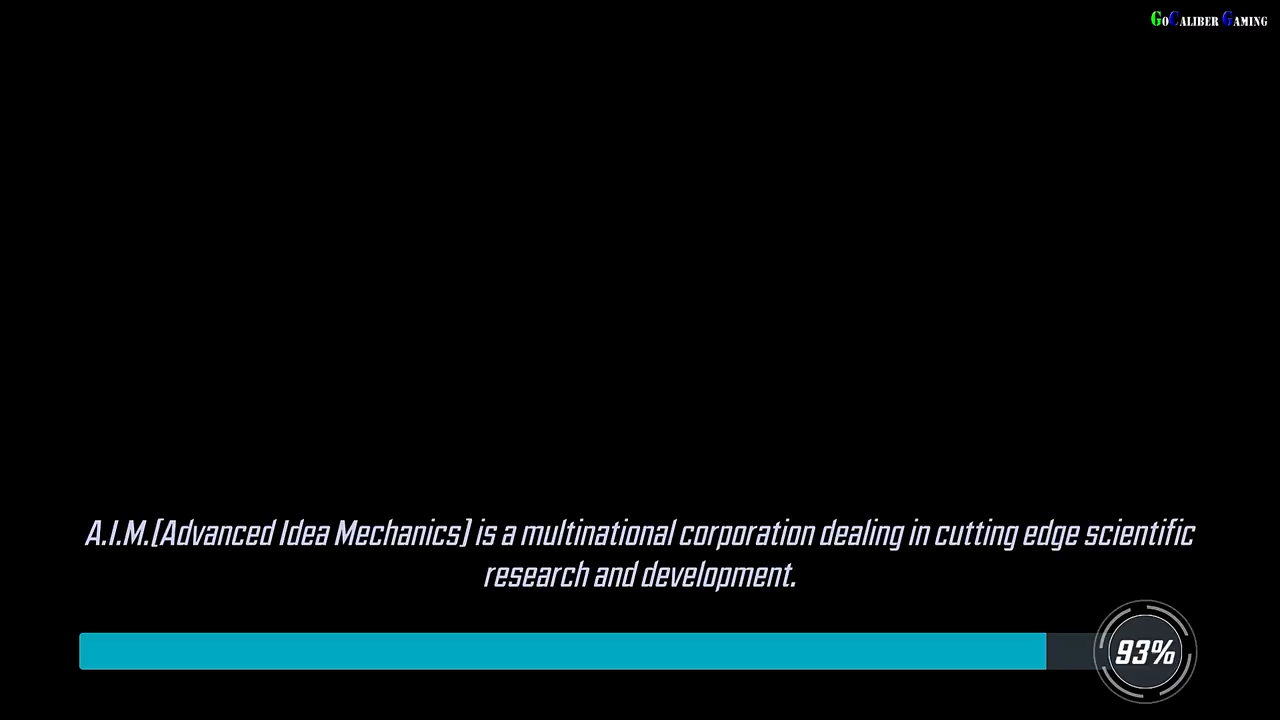 GoCaliber Gaming
A.I.M.[Advanced Idea Mechanics] is a multinational corporation dealing in cutting edge scientific
research and development.
93%